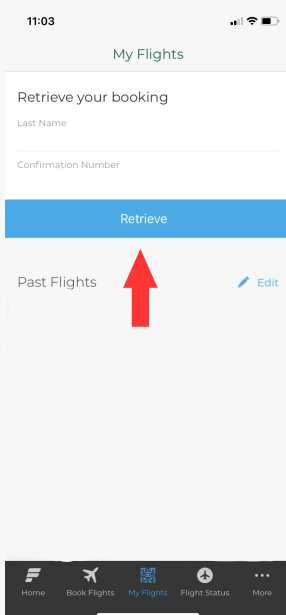 11:03
My Flights
Retrieve your booking
Last Name
Confirmation Number
Retrieve
Past Flights Edit
Home Book Flights My Flights Flight Status More